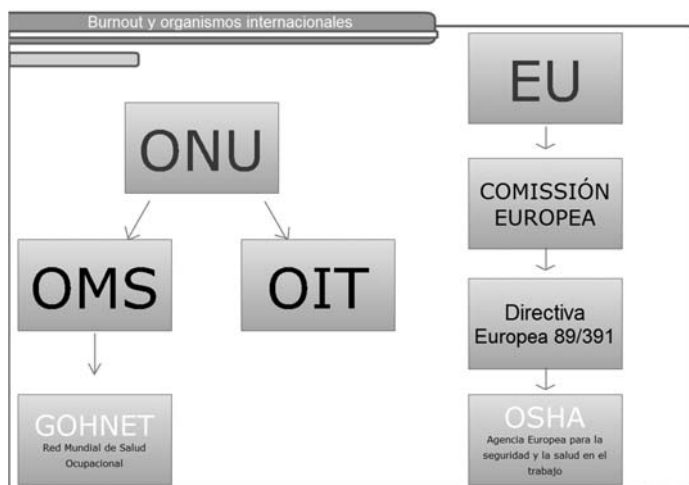 Burnout y organismos internacionales
ONU
OMS
OIT
GOHNET
Red Mundial de Salud
Ocupacional
EU
COMISSIÓN
EUROPEA
Directiva
Europea 89/391
OSHA
Agencia Europea para la
seguridad y la salud en el
trabajo